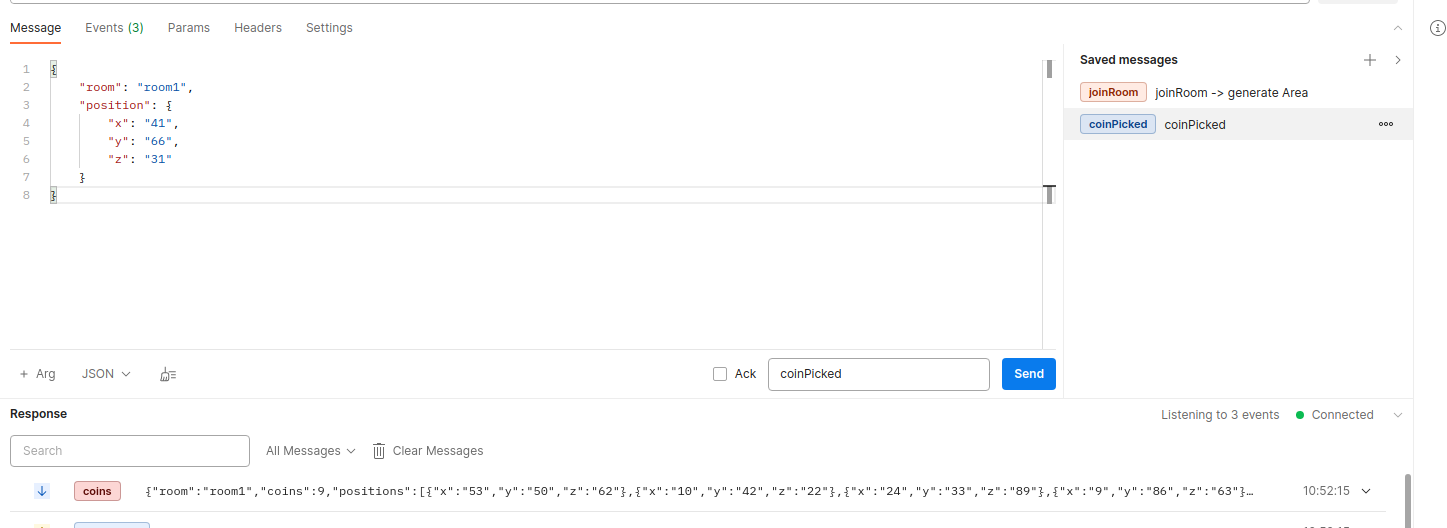 Message Events (3) Params Headers Settings
1 {
2 "room": "room1",
3 "position": {
4 "x": "41",
5 "y": "66",
6 "z": "31"
7 }
8 }
Saved messages
joinRoom joinRoom -> generate Area
coinPicked coinPicked
+ Arg JSON Ack coinPicked Send
Response Listening to 3 events Connected
Search All Messages Clear Messages
coins {"room":"room1","coins":9,"positions":[{"x":"53","y":"50","z":"62"},{"x":"10","y":"42","z":"22"},{"x":"24","y":"33","z":"89"},{"x":"9","y":"86","z":"63"}… 10:52:15